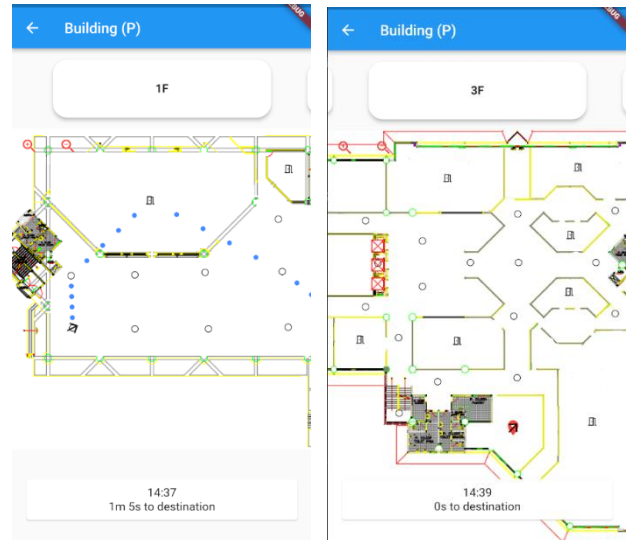 Building (P)
1F
14:37
1m 5s to destination
Building (P)
3F
14:39
0s to destination